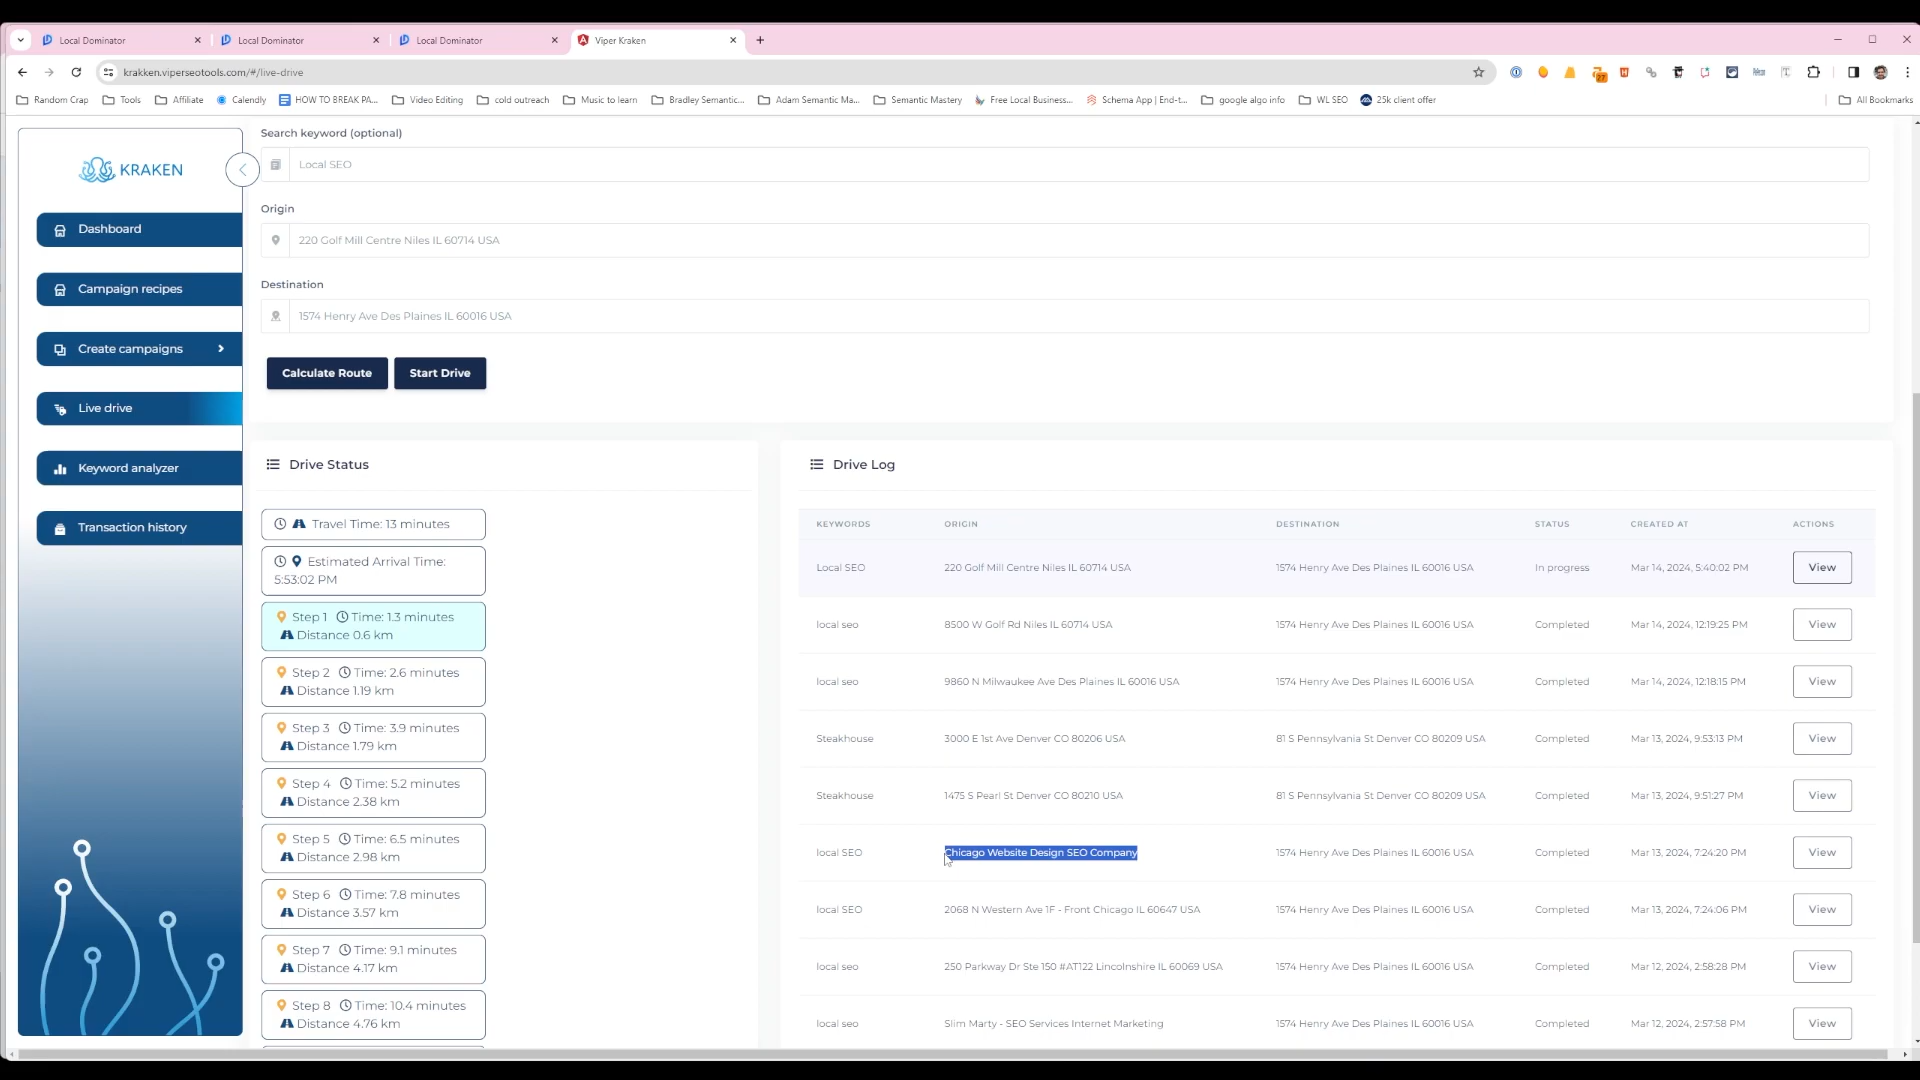 Local Dominator
Local Dominator
Local Dominator
Viper Kraken
krakken.viperseotools.com/#/live-drive
27
Random Crap
Tools
Affiliate
Calendly
HOW TO BREAK PA...
Video Editing
cold outreach
Music to learn
Bradley Semantic...
Adam Semantic Ma...
Semantic Mastery
Free Local Business...
Schema App | End-t...
google algo info
WL SEO
25k client offer
All Bookmarks
KRAKEN
Dashboard
Campaign recipes
Create campaigns
Live drive
Keyword analyzer
Transaction history
Search keyword (optional)
Local SEO
Origin
220 Golf Mill Centre Niles IL 60714 USA
Destination
1574 Henry Ave Des Plaines IL 60016 USA
Calculate Route
Start Drive
Drive Status
Travel Time: 13 minutes
Estimated Arrival Time:
5:53:02 PM
Step 1 Time: 1.3 minutes
Distance 0.6 km
Step 2 Time: 2.6 minutes
Distance 1.19 km
Step 3 Time: 3.9 minutes
Distance 1.79 km
Step 4 Time: 5.2 minutes
Distance 2.38 km
Step 5 Time: 6.5 minutes
Distance 2.98 km
Step 6 Time: 7.8 minutes
Distance 3.57 km
Step 7 Time: 9.1 minutes
Distance 4.17 km
Step 8 Time: 10.4 minutes
Distance 4.76 km
Drive Log
KEYWORDS ORIGIN DESTINATION STATUS CREATED AT ACTIONS
Local SEO 220 Golf Mill Centre Niles IL 60714 USA 1574 Henry Ave Des Plaines IL 60016 USA In progress Mar 14, 2024, 5:40:02 PM View
local seo 8500 W Golf Rd Niles IL 60714 USA 1574 Henry Ave Des Plaines IL 60016 USA Completed Mar 14, 2024, 12:19:25 PM View
local seo 9860 N Milwaukee Ave Des Plaines IL 60016 USA 1574 Henry Ave Des Plaines IL 60016 USA Completed Mar 14, 2024, 12:18:15 PM View
Steakhouse 3000 E 1st Ave Denver CO 80206 USA 81 S Pennsylvania St Denver CO 80209 USA Completed Mar 13, 2024, 9:53:13 PM View
Steakhouse 1475 S Pearl St Denver CO 80210 USA 81 S Pennsylvania St Denver CO 80209 USA Completed Mar 13, 2024, 9:51:27 PM View
local SEO Chicago Website Design SEO Company 1574 Henry Ave Des Plaines IL 60016 USA Completed Mar 13, 2024, 7:24:20 PM View
local SEO 2068 N Western Ave 1F - Front Chicago IL 60647 USA 1574 Henry Ave Des Plaines IL 60016 USA Completed Mar 13, 2024, 7:24:06 PM View
local seo 250 Parkway Dr Ste 150 #AT122 Lincolnshire IL 60069 USA 1574 Henry Ave Des Plaines IL 60016 USA Completed Mar 12, 2024, 2:58:28 PM View
local seo Slim Marty - SEO Services Internet Marketing 1574 Henry Ave Des Plaines IL 60016 USA Completed Mar 12, 2024, 2:57:58 PM View